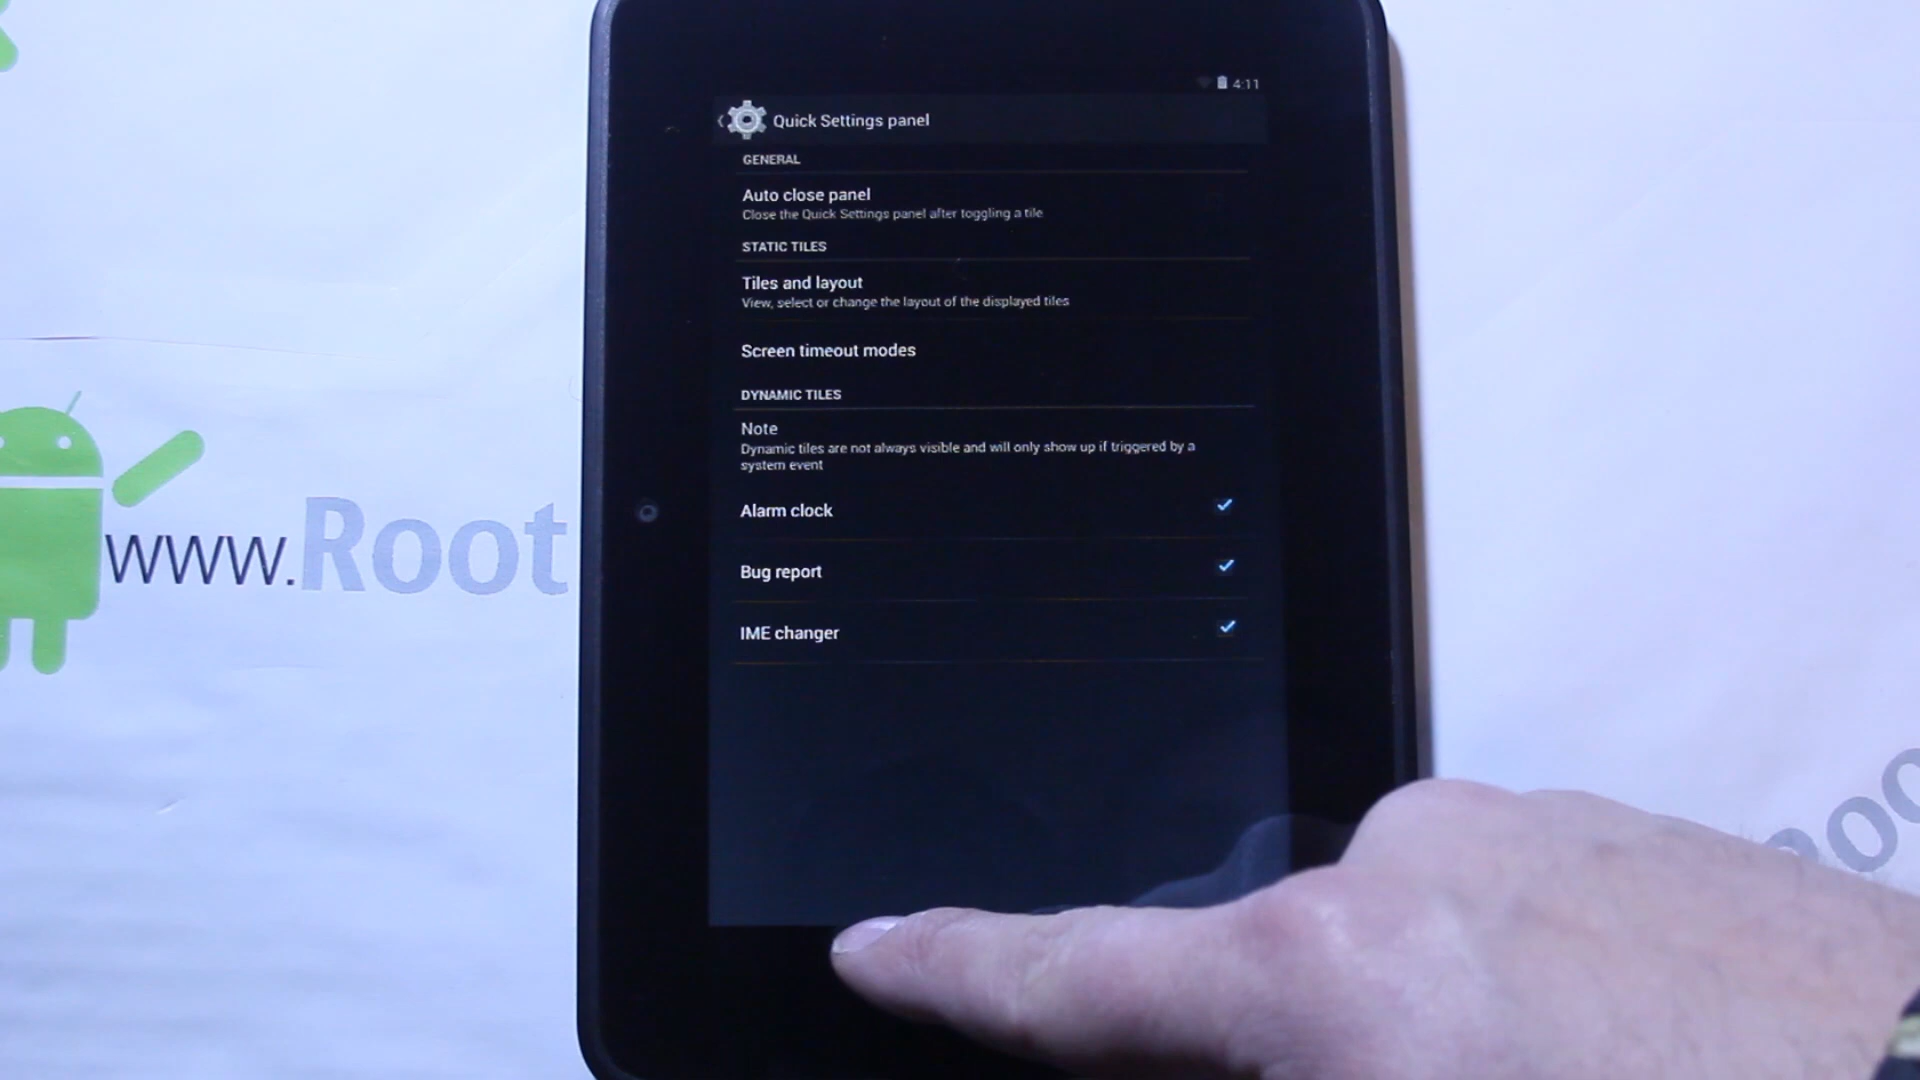 4:11
Quick Settings panel
GENERAL
Auto close panel
Close the Quick Settings panel after toggling a tile
STATIC TILES
Tiles and layout
View, select or change the layout of the displayed tiles
Screen timeout modes
DYNAMIC TILES
Note
Dynamic tiles are not always visible and will only show up if triggered by a
system event
Alarm clock
Bug report
IME changer
www.Root